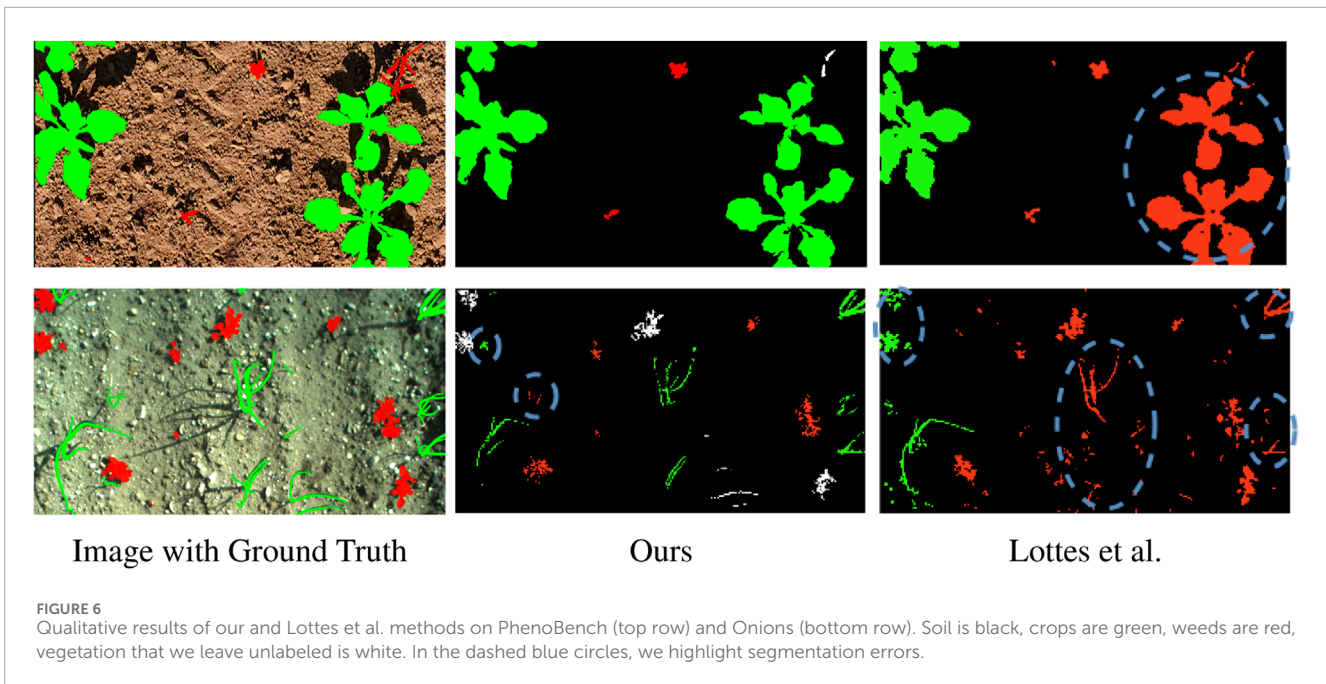 Image with Ground Truth
Ours
Lottes et al.
FIGURE 6
Qualitative results of our and Lottes et al. methods on PhenoBench (top row) and Onions (bottom row). Soil is black, crops are green, weeds are red,
vegetation that we leave unlabeled is white. In the dashed blue circles, we highlight segmentation errors.